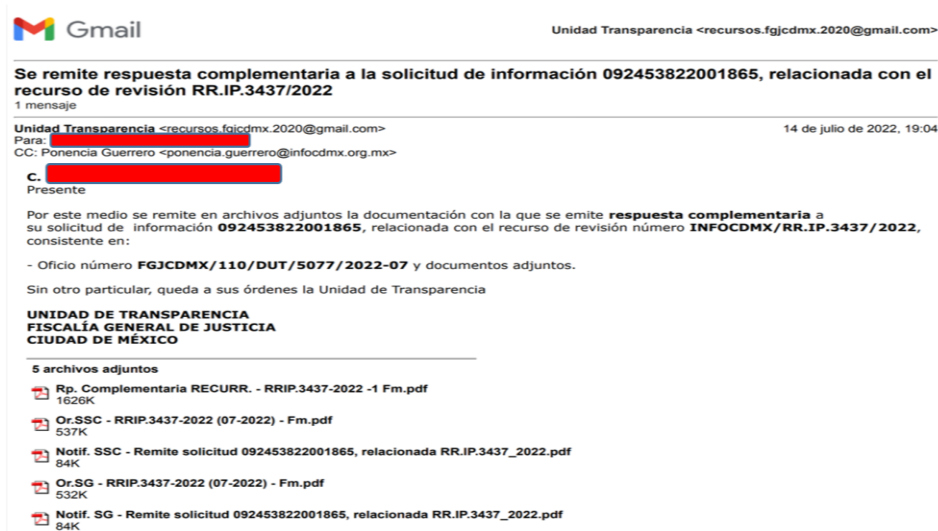 Gmail
Unidad Transparencia <recursos.fgjcdmx.2020@gmail.com>
Se remite respuesta complementaria a la solicitud de información 092453822001865, relacionada con el
recurso de revisión RR.IP.3437/2022
1 mensaje
Unidad Transparencia <recursos.fgjcdmx.2020@gmail.com>
14 de julio de 2022, 19:04
Para:
CC: Ponencia Guerrero <ponencia.guerrero@infocdmx.org.mx>
C.
Presente
Por este medio se remite en archivos adjuntos la documentación con la que se emite respuesta complementaria a
su solicitud de información 092453822001865, relacionada con el recurso de revisión número INFOCDMX/RR.IP.3437/2022,
consistente en:
- Oficio número FGJCDMX/110/DUT/5077/2022-07 y documentos adjuntos.
Sin otro particular, queda a sus órdenes la Unidad de Transparencia
UNIDAD DE TRANSPARENCIA
FISCALÍA GENERAL DE JUSTICIA
CIUDAD DE MÉXICO
5 archivos adjuntos
Rp. Complementaria RECURR. - RRIP.3437-2022 -1 Fm.pdf
1626K
Or.SSC - RRIP.3437-2022 (07-2022) - Fm.pdf
537K
Notif. SSC - Remite solicitud 092453822001865, relacionada RR.IP.3437_2022.pdf
84K
Or.SG - RRIP.3437-2022 (07-2022) - Fm.pdf
532K
Notif. SG - Remite solicitud 092453822001865, relacionada RR.IP.3437_2022.pdf
84K